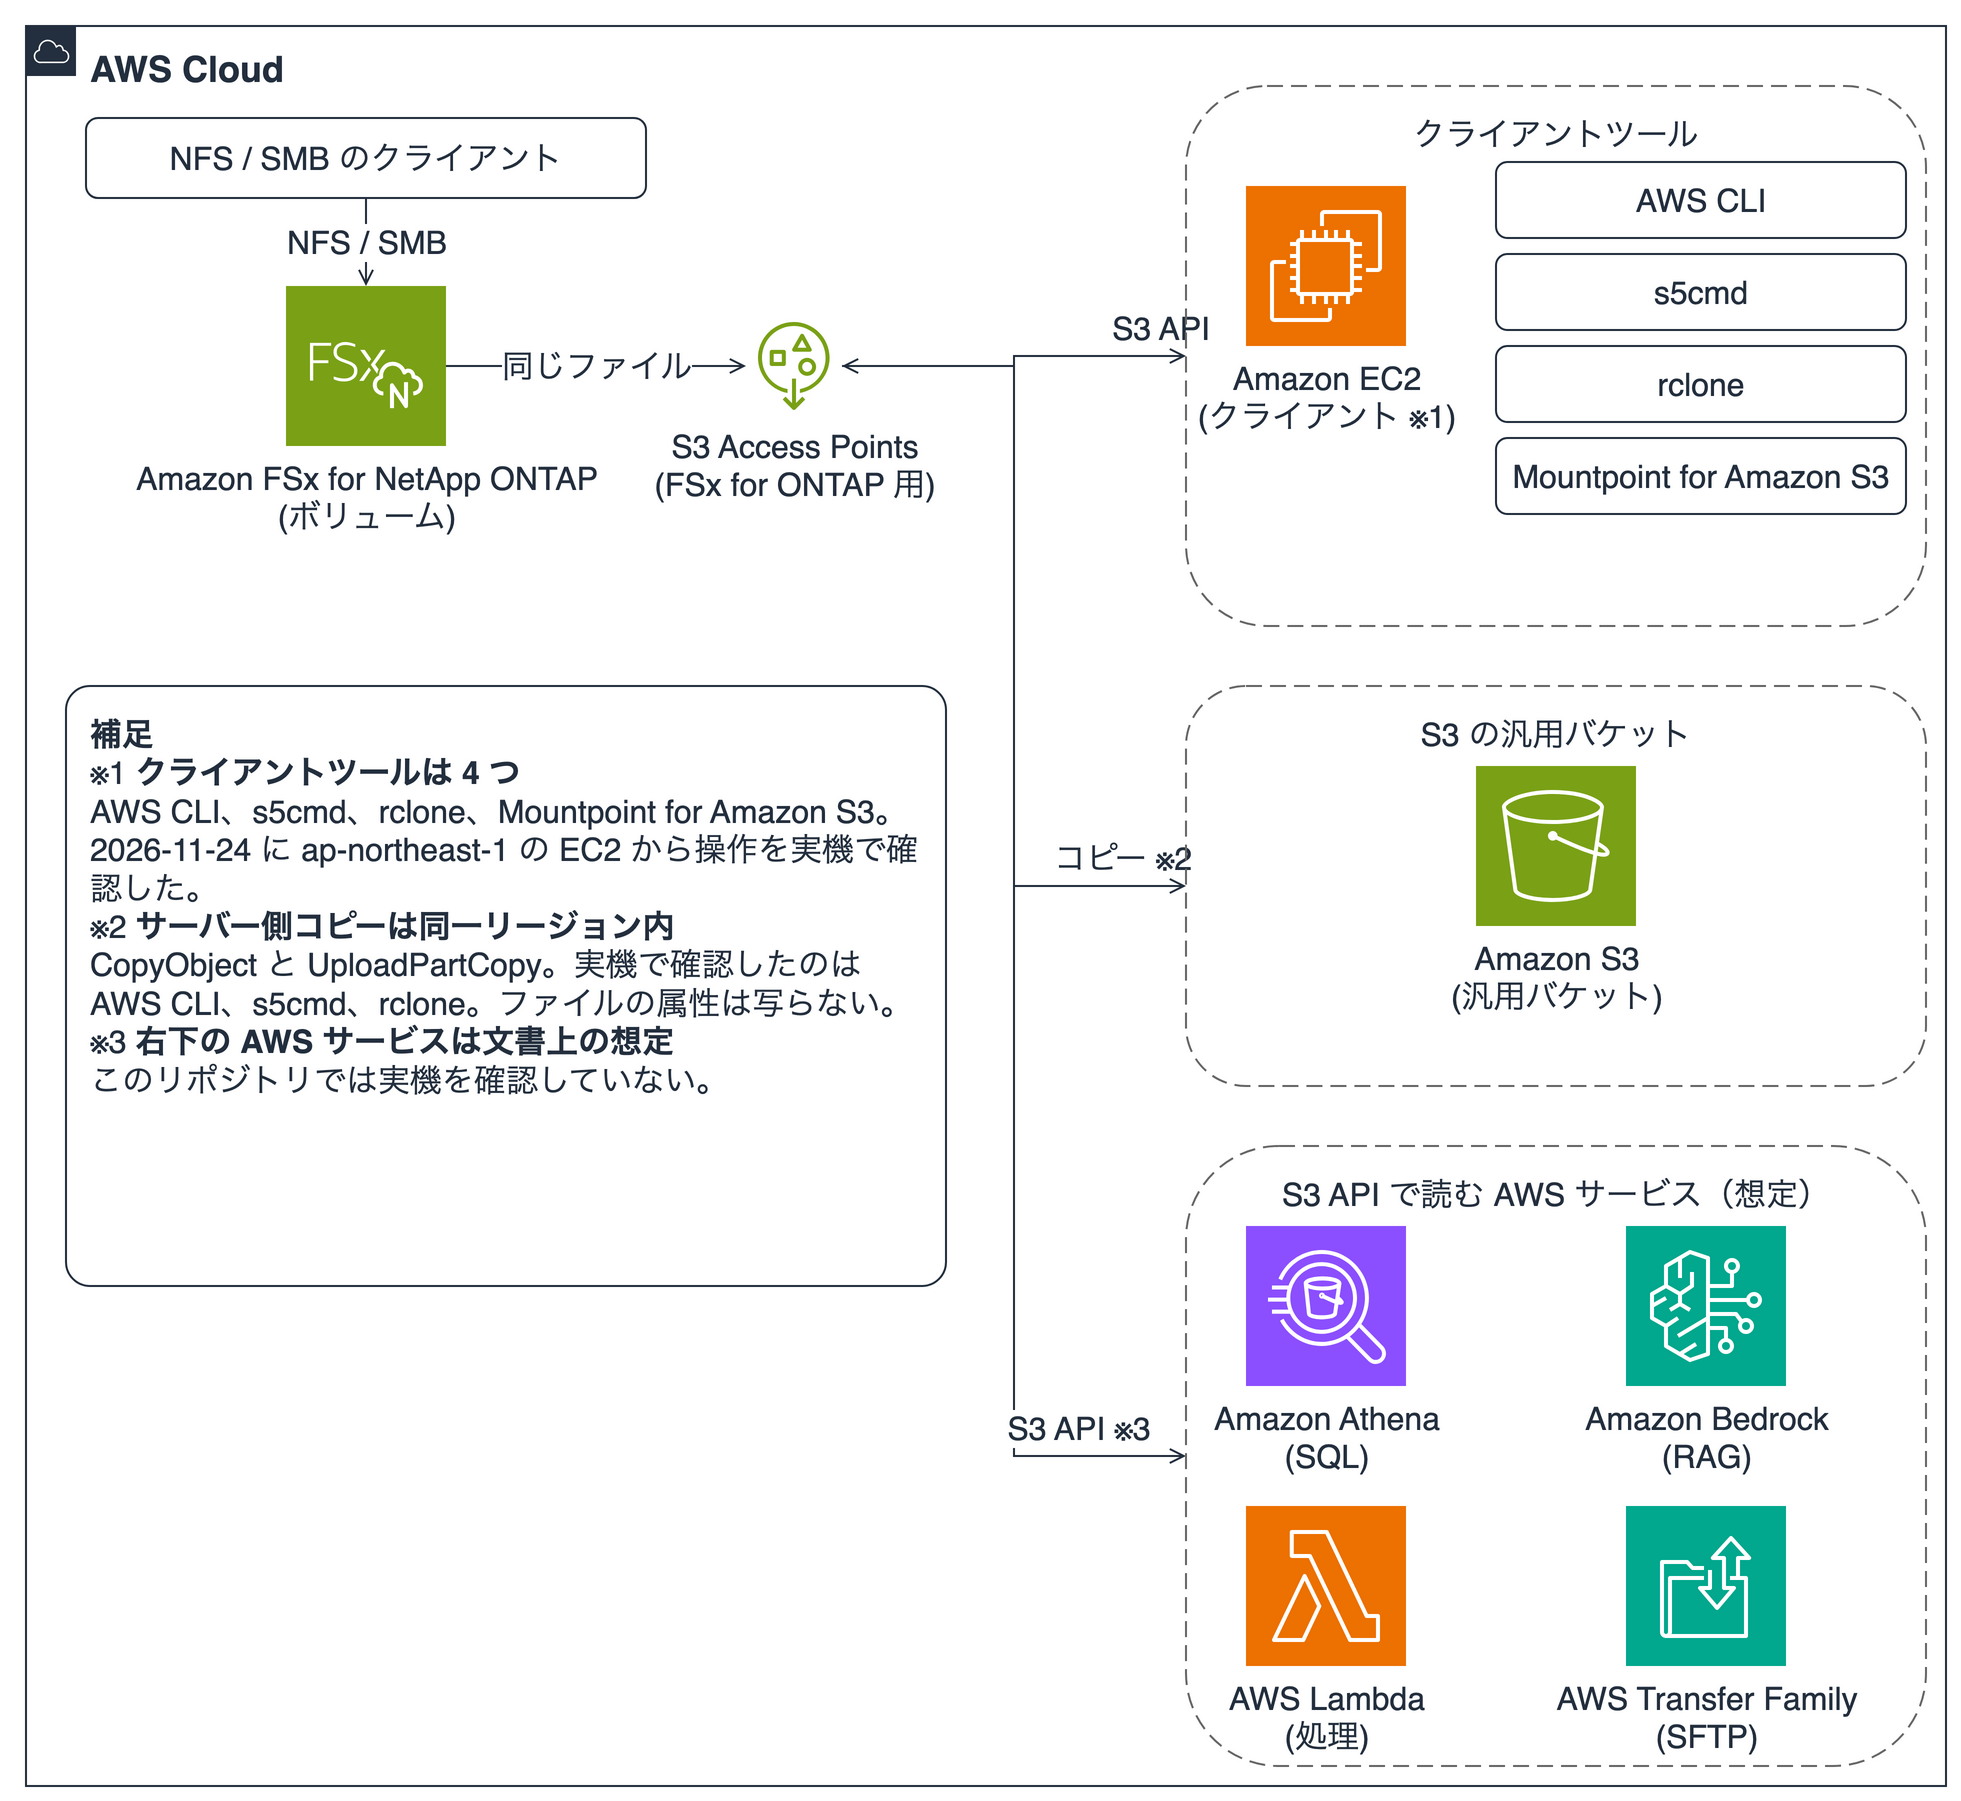 AWS Cloud
NFS / SMB のクライアント
NFS / SMB
FSx
N
同じファイル
Amazon FSx for NetApp ONTAP
(ボリューム)
S3 Access Points
(FSx for ONTAP 用)
S3 API
クライアントツール
Amazon EC2
(クライアント ※1)
AWS CLI
s5cmd
rclone
Mountpoint for Amazon S3
補足
※1 クライアントツールは 4 つ
AWS CLI、s5cmd、rclone、Mountpoint for Amazon S3。
2026-11-24 に ap-northeast-1 の EC2 から操作を実機で確
認した。
※2 サーバー側コピーは同一リージョン内
CopyObject と UploadPartCopy。実機で確認したのは
AWS CLI、s5cmd、rclone。ファイルの属性は写らない。
※3 右下の AWS サービスは文書上の想定
このリポジトリでは実機を確認していない。
コピー ※2
S3 の汎用バケット
Amazon S3
(汎用バケット)
S3 API ※3
S3 API で読む AWS サービス（想定）
Amazon Athena
(SQL)
Amazon Bedrock
(RAG)
AWS Lambda
(処理)
AWS Transfer Family
(SFTP)